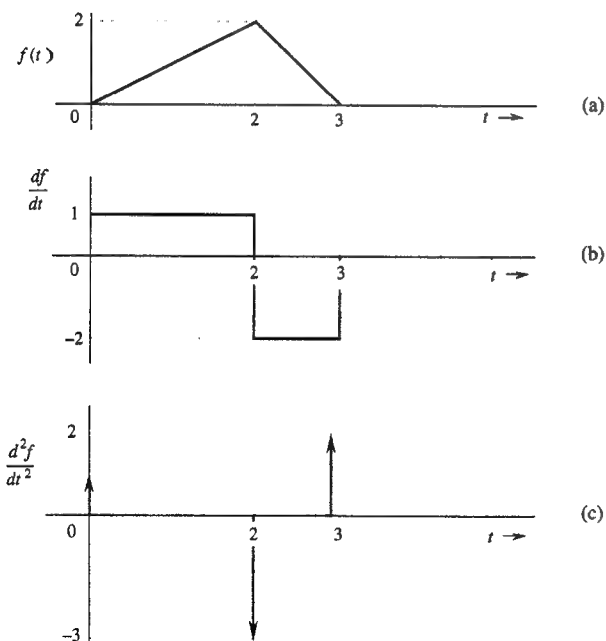 2
f(t)
0
2
3
t →
(a)
df
dt
1
0
2
3
t →
(b)
−2
2
d²f
dt²
0
2
3
t →
(c)
−3